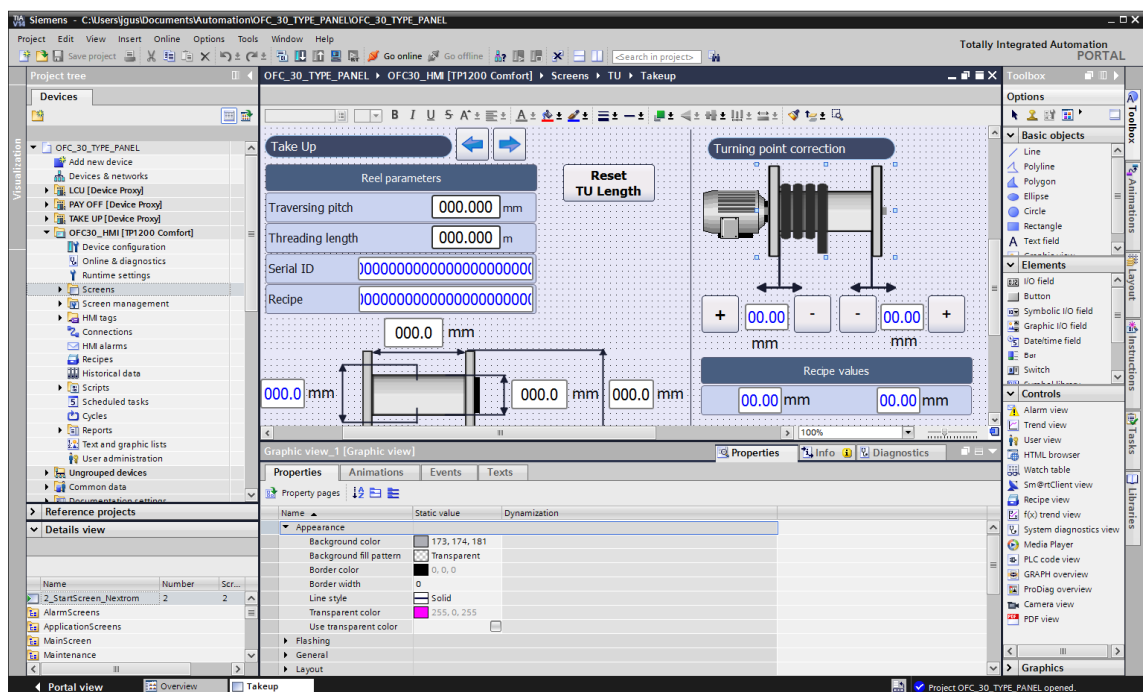 Siemens - C:\Users\jgus\Documents\Automation\OFC_30_TYPE_PANEL\OFC_30_TYPE_PANEL
Project Edit View Insert Online Options Tools Window Help
Totally Integrated Automation
PORTAL
Save project
Go online
Go offline
<Search in project>
Project tree
OFC_30_TYPE_PANEL
OFC30_HMI [TP1200 Comfort]
Screens
TU
Takeup
Toolbox
Devices
Options
Visualization
B I U S A
OFC_30_TYPE_PANEL
Add new device
Devices & networks
LCU [Device Proxy]
PAY OFF [Device Proxy]
TAKE UP [Device Proxy]
OFC30_HMI [TP1200 Comfort]
Device configuration
Online & diagnostics
Runtime settings
Screens
Screen management
HMI tags
Connections
HMI alarms
Recipes
Historical data
Scripts
Scheduled tasks
Cycles
Reports
Text and graphic lists
User administration
Ungrouped devices
Common data
Documentation settings
Reference projects
Details view
Name Number Scr...
2_StartScreen_Nextrom 2 2
AlarmScreens
ApplicationScreens
MainScreen
Maintenance
Take Up
Reel parameters
Traversing pitch 000.000 mm
Threading length 000.000 m
Serial ID
Recipe
Reset
TU Length
000.0 mm
000.0 mm
000.0 mm
000.0 mm
Turning point correction
+ 00.00 - - 00.00 +
mm mm
Recipe values
00.00 mm 00.00 mm
100%
Graphic view_1 [Graphic view]
Properties Info Diagnostics
Properties Animations Events Texts
Property pages
Name Static value Dynamization
Appearance
Background color 173, 174, 181
Background fill pattern Transparent
Border color 0, 0, 0
Border width 0
Line style Solid
Transparent color 255, 0, 255
Use transparent color
Flashing
General
Layout
Basic objects
Line
Polyline
Polygon
Ellipse
Circle
Rectangle
A Text field
Elements
I/O field
Button
Symbolic I/O field
Graphic I/O field
Date/time field
Bar
Switch
Controls
Alarm view
Trend view
User view
HTML browser
Watch table
Sm@rtClient view
Recipe view
f(x) trend view
System diagnostics view
Media Player
PLC code view
GRAPH overview
ProDiag overview
Camera view
PDF view
Graphics
Toolbox
Animations
Layout
Instructions
Tasks
Libraries
Portal view
Overview
Takeup
Project OFC_30_TYPE_PANEL opened.